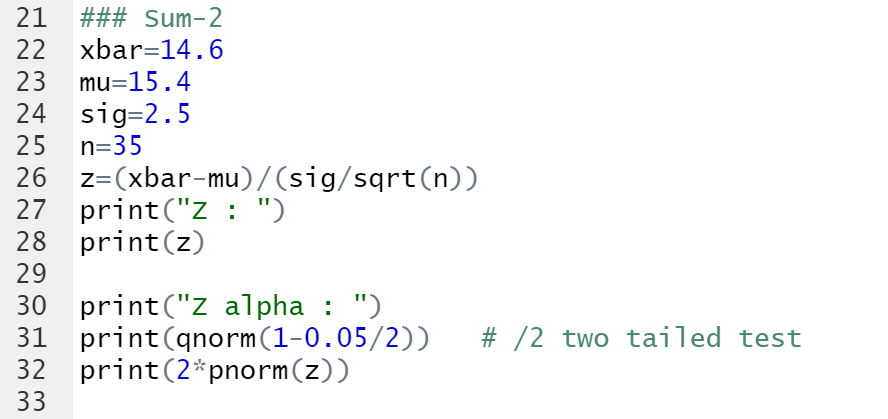 21 ### Sum-2
22 xbar=14.6
23 mu=15.4
24 sig=2.5
25 n=35
26 z=(xbar-mu)/(sig/sqrt(n))
27 print("Z : ")
28 print(z)
29
30 print("Z alpha : ")
31 print(qnorm(1-0.05/2))   # /2 two tailed test
32 print(2*pnorm(z))
33